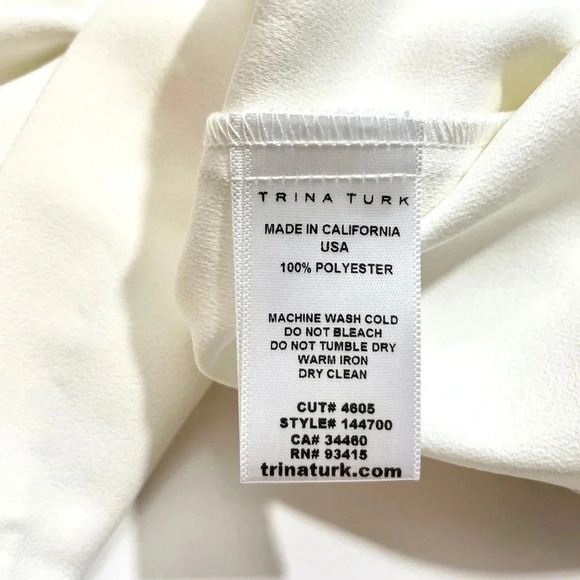 TRINA TURK
MADE IN CALIFORNIA
USA
100% POLYESTER
MACHINE WASH COLD
DO NOT BLEACH
DO NOT TUMBLE DRY
WARM IRON
DRY CLEAN
CUT# 4605
STYLE# 144700
CA# 34460
RN# 93415
trinaturk.com